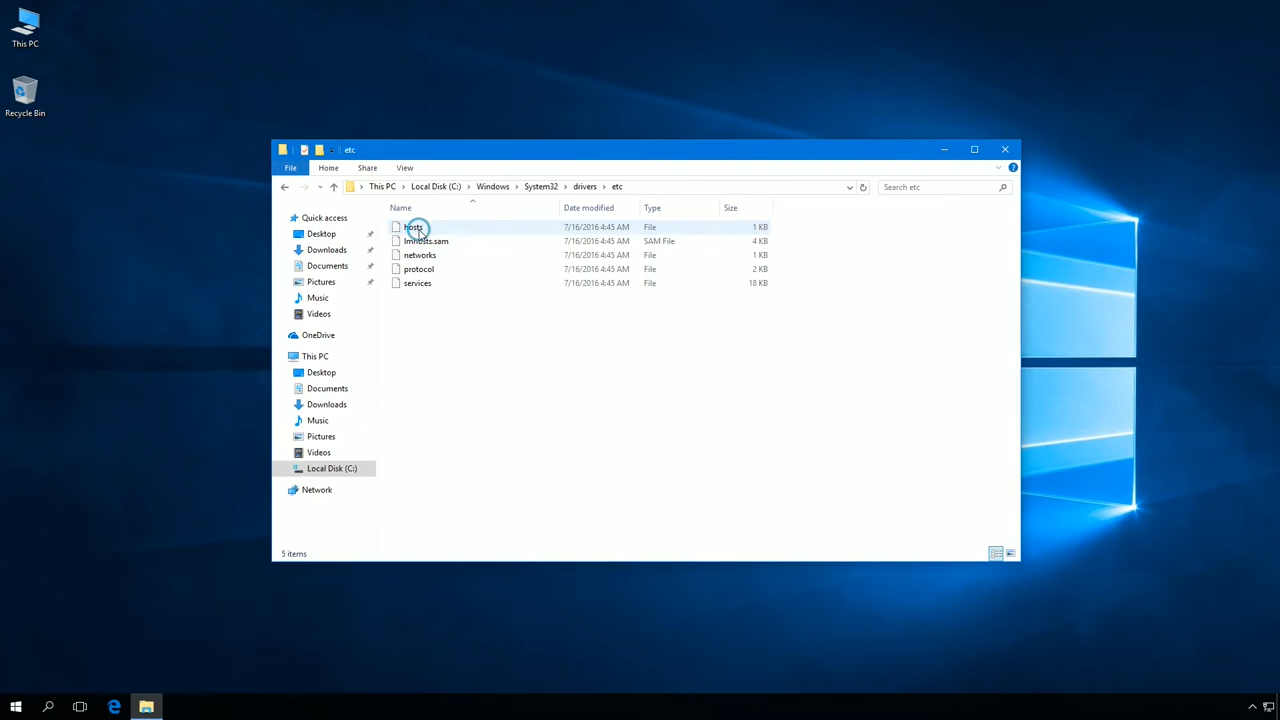 This PC
Recycle Bin
etc
File Home Share View
This PC Local Disk (C:) Windows System32 drivers etc Search etc
Name Date modified Type Size
hosts 7/16/2016 4:45 AM File 1 KB
lmhosts.sam 7/16/2016 4:45 AM SAM File 4 KB
networks 7/16/2016 4:45 AM File 1 KB
protocol 7/16/2016 4:45 AM File 2 KB
services 7/16/2016 4:45 AM File 18 KB
Quick access
Desktop
Downloads
Documents
Pictures
Music
Videos
OneDrive
This PC
Desktop
Documents
Downloads
Music
Pictures
Videos
Local Disk (C:)
Network
5 items